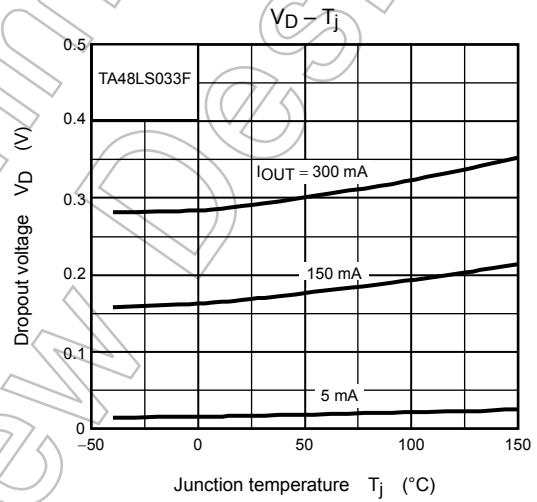 VD – Tj
0.5
TA48LS033F
0.4
IOUT = 300 mA
0.3
150 mA
0.2
0.1
5 mA
0
Dropout voltage VD (V)
–50
0
50
100
150
Junction temperature Tj (°C)